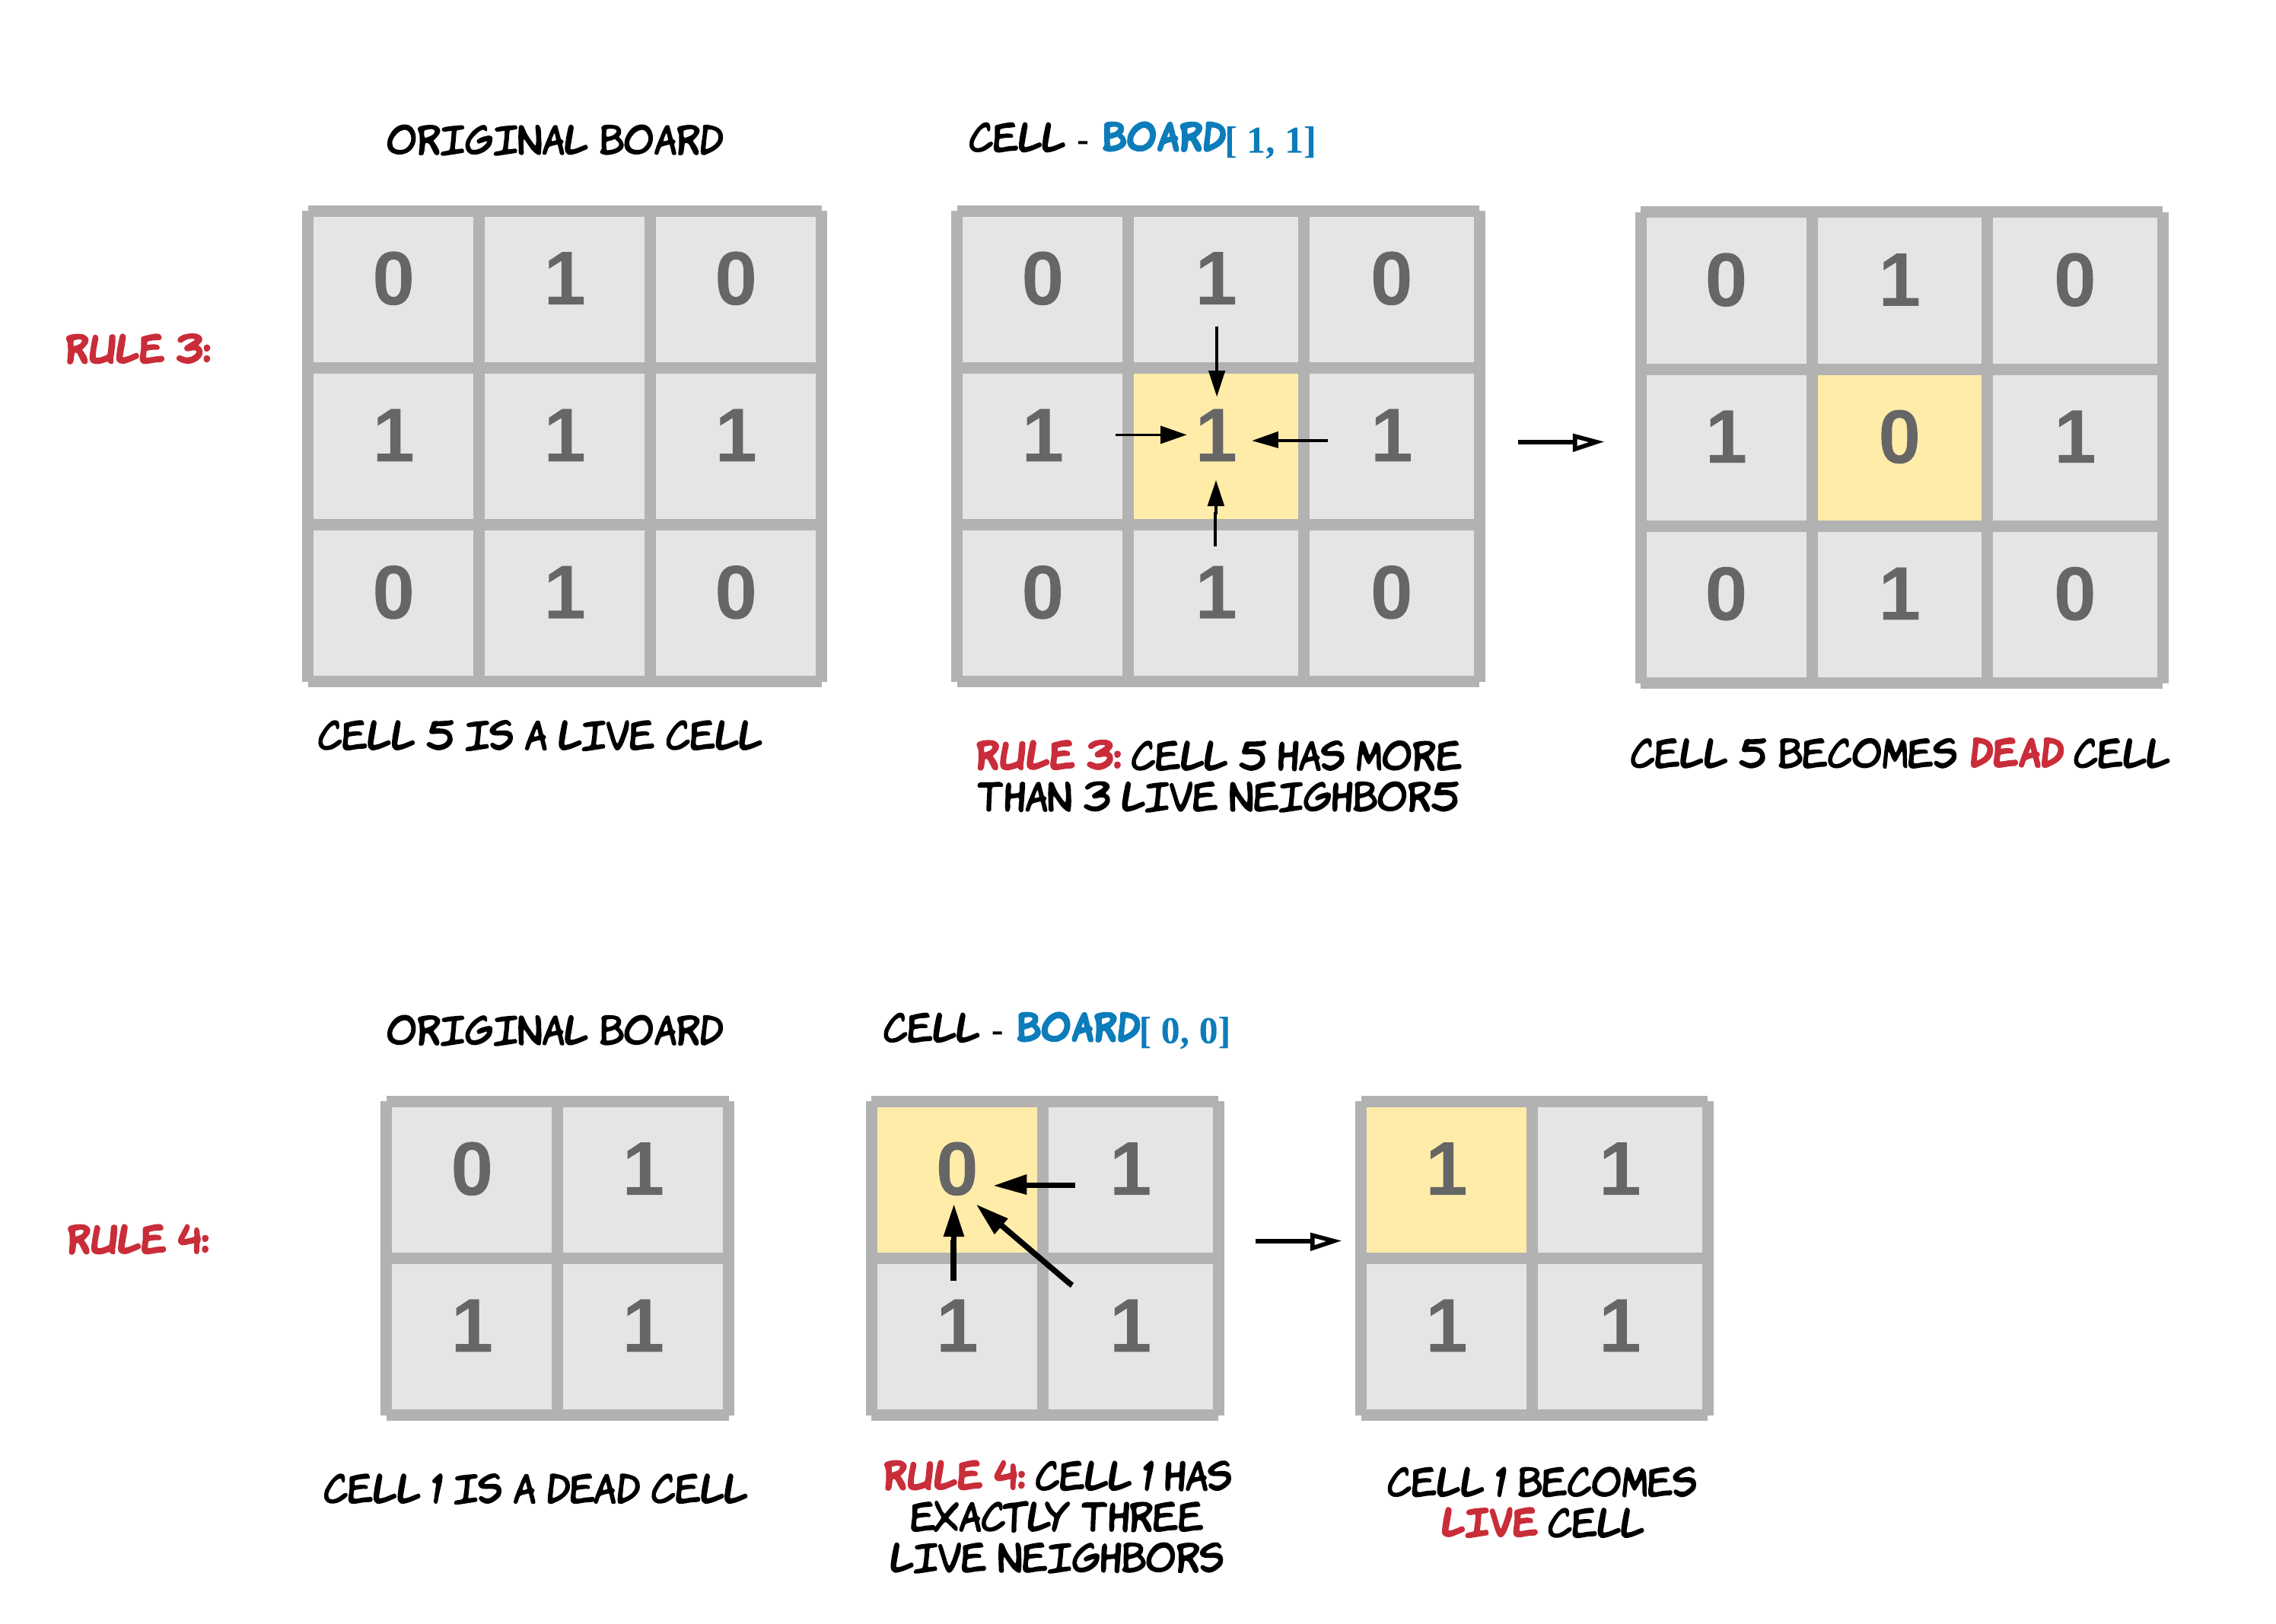 ORIGINAL BOARD
CELL - BOARD[ 1, 1]
RULE 3:
0 1 0
1 1 1
0 1 0
0 1 0
1 1 1
0 1 0
0 1 0
1 0 1
0 1 0
CELL 5 IS A LIVE CELL
RULE 3: CELL 5 HAS MORE
THAN 3 LIVE NEIGHBOR5
CELL 5 BECOMES DEAD CELL
ORIGINAL BOARD
CELL - BOARD[ 0, 0]
RULE 4:
0 1
1 1
0 1
1 1
1 1
1 1
CELL 1 IS A DEAD CELL
RULE 4: CELL 1 HAS
EXACTLY THREE
LIVE NEIGHBORS
CELL 1 BECOMES
LIVE CELL